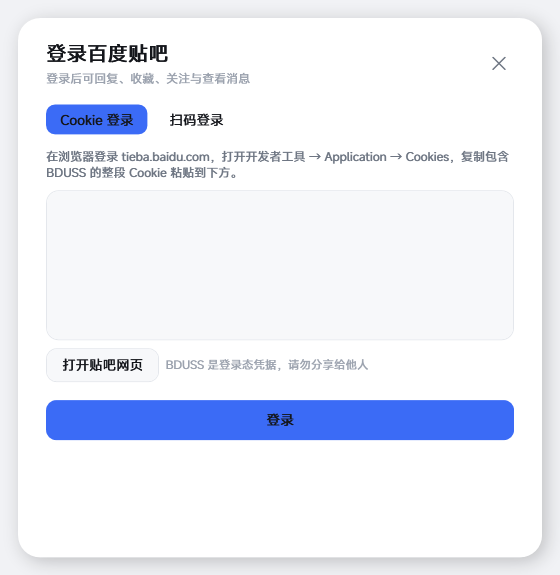 登录百度贴吧
登录后可回复、收藏、关注与查看消息
Cookie 登录
扫码登录
在浏览器登录 tieba.baidu.com，打开开发者工具 → Application → Cookies，复制包含
BDUSS 的整段 Cookie 粘贴到下方。
打开贴吧网页
BDUSS 是登录态凭据，请勿分享给他人
登录